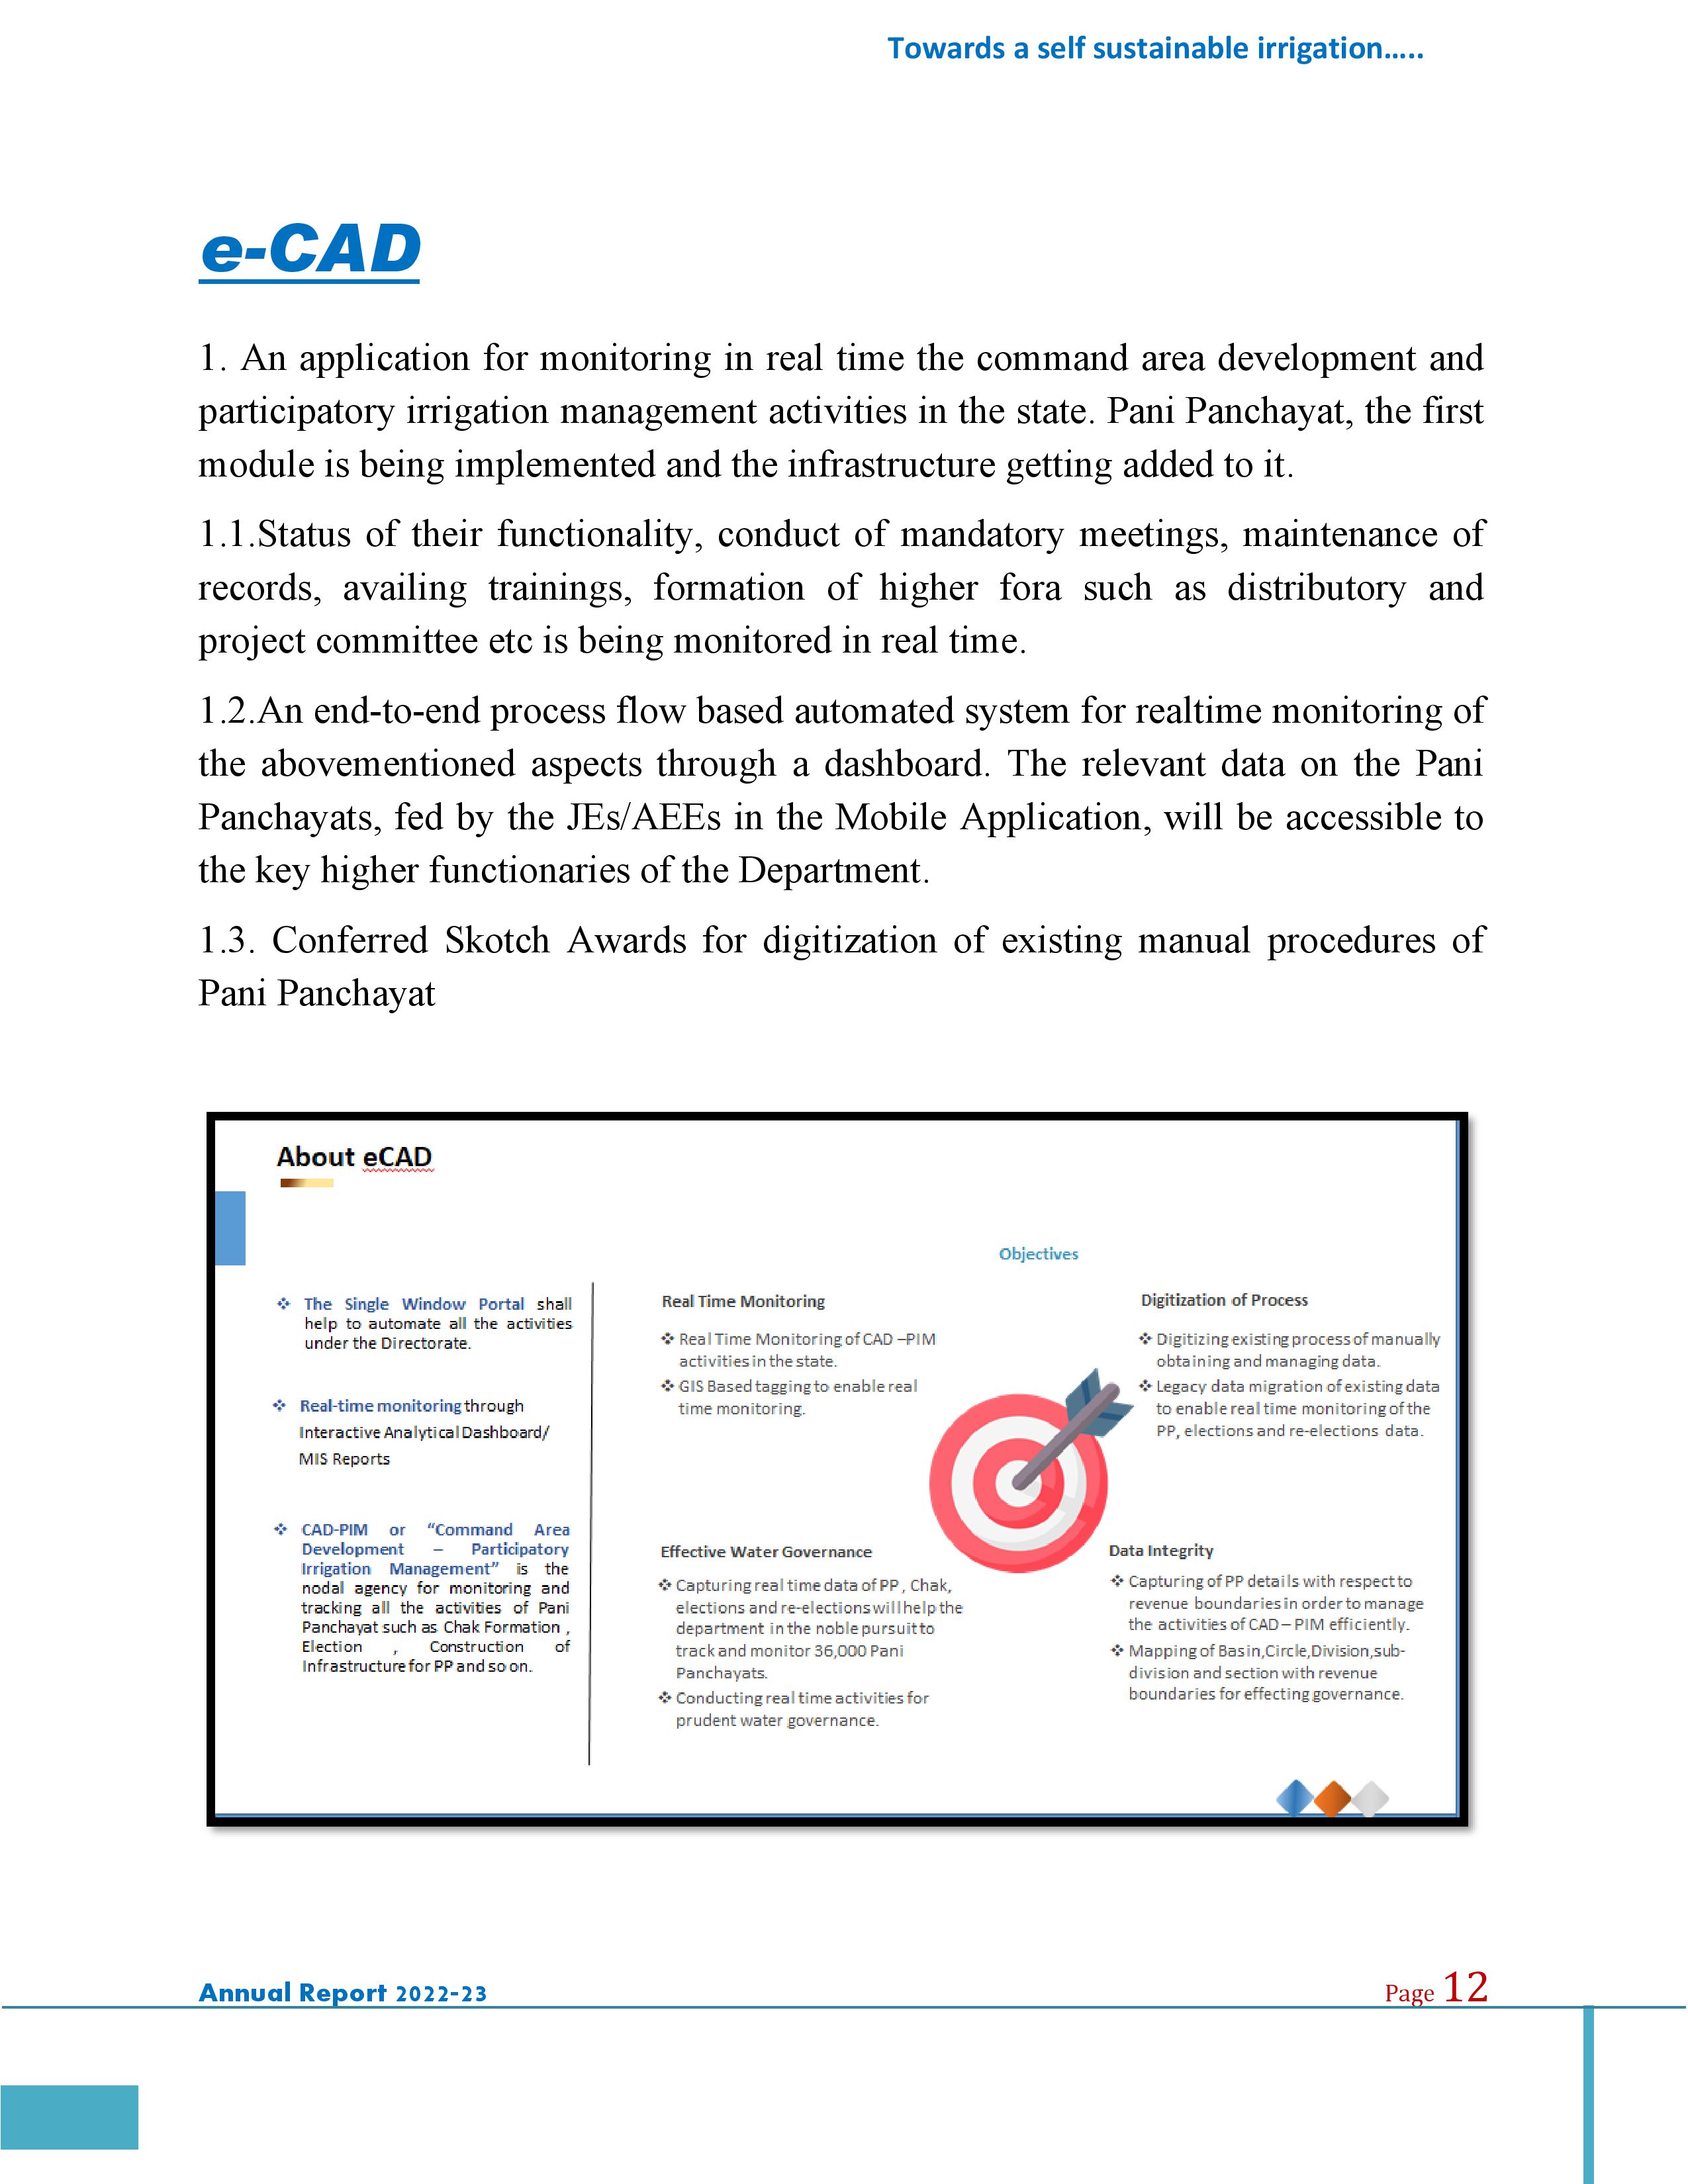 Towards a self sustainable irrigation…..
e-CAD
1. An application for monitoring in real time the command area development and
participatory irrigation management activities in the state. Pani Panchayat, the first
module is being implemented and the infrastructure getting added to it.
1.1.Status of their functionality, conduct of mandatory meetings, maintenance of
records, availing trainings, formation of higher fora such as distributory and
project committee etc is being monitored in real time.
1.2.An end-to-end process flow based automated system for realtime monitoring of
the abovementioned aspects through a dashboard. The relevant data on the Pani
Panchayats, fed by the JEs/AEEs in the Mobile Application, will be accessible to
the key higher functionaries of the Department.
1.3. Conferred Skotch Awards for digitization of existing manual procedures of
Pani Panchayat
About eCAD
❖ The Single Window Portal shall
help to automate all the activities
under the Directorate.
❖ Real-time monitoring through
Interactive Analytical Dashboard/
MIS Reports
❖ CAD-PIM or “Command Area
Development – Participatory
Irrigation Management” is the
nodal agency for monitoring and
tracking all the activities of Pani
Panchayat such as Chak Formation ,
Election , Construction of
Infrastructure for PP and so on.
Objectives
Real Time Monitoring
❖ Real Time Monitoring of CAD –PIM
activities in the state.
❖ GIS Based tagging to enable real
time monitoring.
Digitization of Process
❖ Digitizing existing process of manually
obtaining and managing data.
❖ Legacy data migration of existing data
to enable real time monitoring of the
PP, elections and re-elections data.
Effective Water Governance
❖ Capturing real time data of PP , Chak,
elections and re-elections will help the
department in the noble pursuit to
track and monitor 36,000 Pani
Panchayats.
❖ Conducting real time activities for
prudent water governance.
Data Integrity
❖ Capturing of PP details with respect to
revenue boundaries in order to manage
the activities of CAD – PIM efficiently.
❖ Mapping of Basin,Circle,Division,sub-
division and section with revenue
boundaries for effecting governance.
Annual Report 2022-23
Page 12